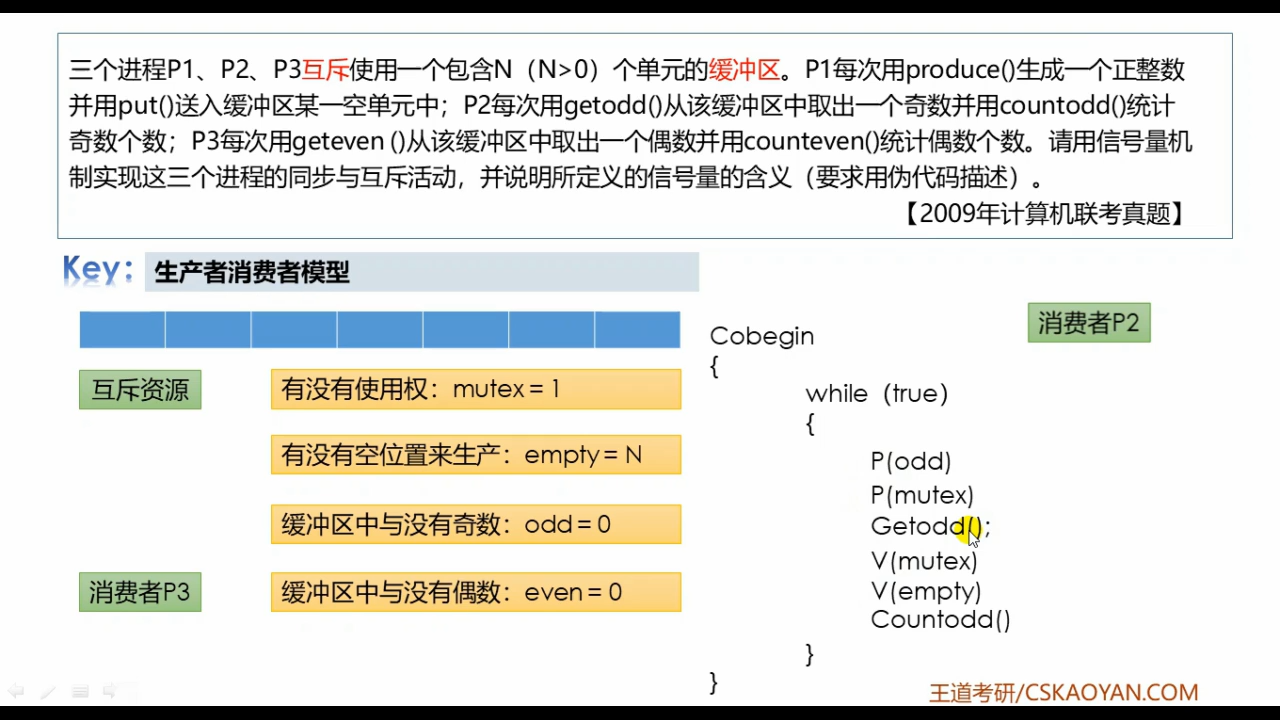 三个进程P1、P2、P3互斥使用一个包含N（N>0）个单元的缓冲区。P1每次用produce()生成一个正整数
并用put()送入缓冲区某一空单元中；P2每次用getodd()从该缓冲区中取出一个奇数并用countodd()统计
奇数个数；P3每次用geteven ()从该缓冲区中取出一个偶数并用counteven()统计偶数个数。请用信号量机
制实现这三个进程的同步与互斥活动，并说明所定义的信号量的含义（要求用伪代码描述）。
【2009年计算机联考真题】
Key：
生产者消费者模型
互斥资源
有没有使用权：mutex = 1
有没有空位置来生产：empty = N
缓冲区中与没有奇数：odd = 0
消费者P3
缓冲区中与没有偶数：even = 0
消费者P2
Cobegin
{
while（true）
{
P(odd)
P(mutex)
Getodd();
V(mutex)
V(empty)
Countodd()
}
}
王道考研/CSKAOYAN.COM